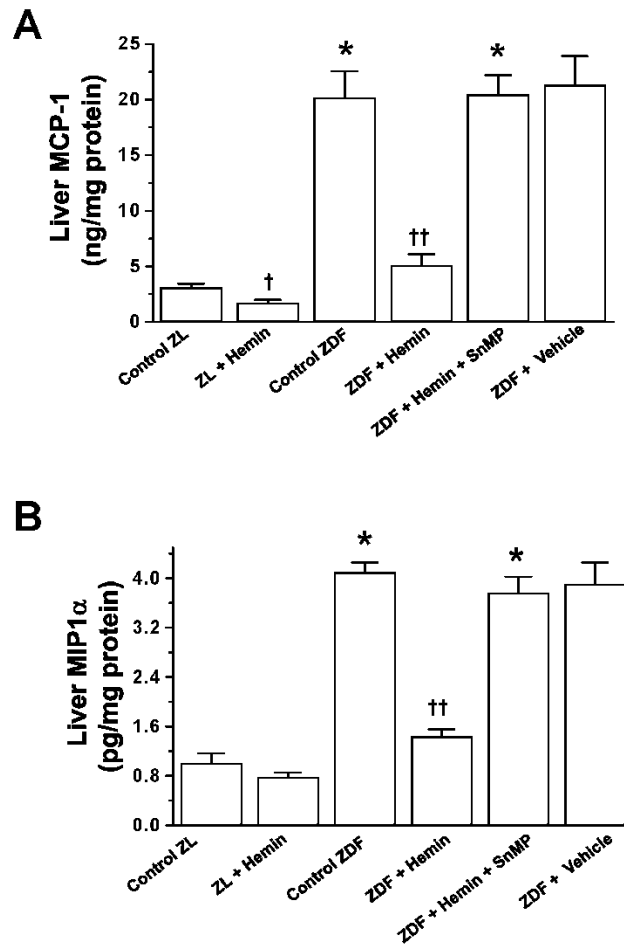 A
Liver MCP-1
(ng/mg protein)
25
20
15
10
5
0
*
*
†
††
Control ZL
ZL + Hemin
Control ZDF
ZDF + Hemin
ZDF + Hemin + SnMP
ZDF + Vehicle
B
Liver MIP1α
(pg/mg protein)
4.0
3.2
2.4
1.6
0.8
0.0
*
*
††
Control ZL
ZL + Hemin
Control ZDF
ZDF + Hemin
ZDF + Hemin + SnMP
ZDF + Vehicle